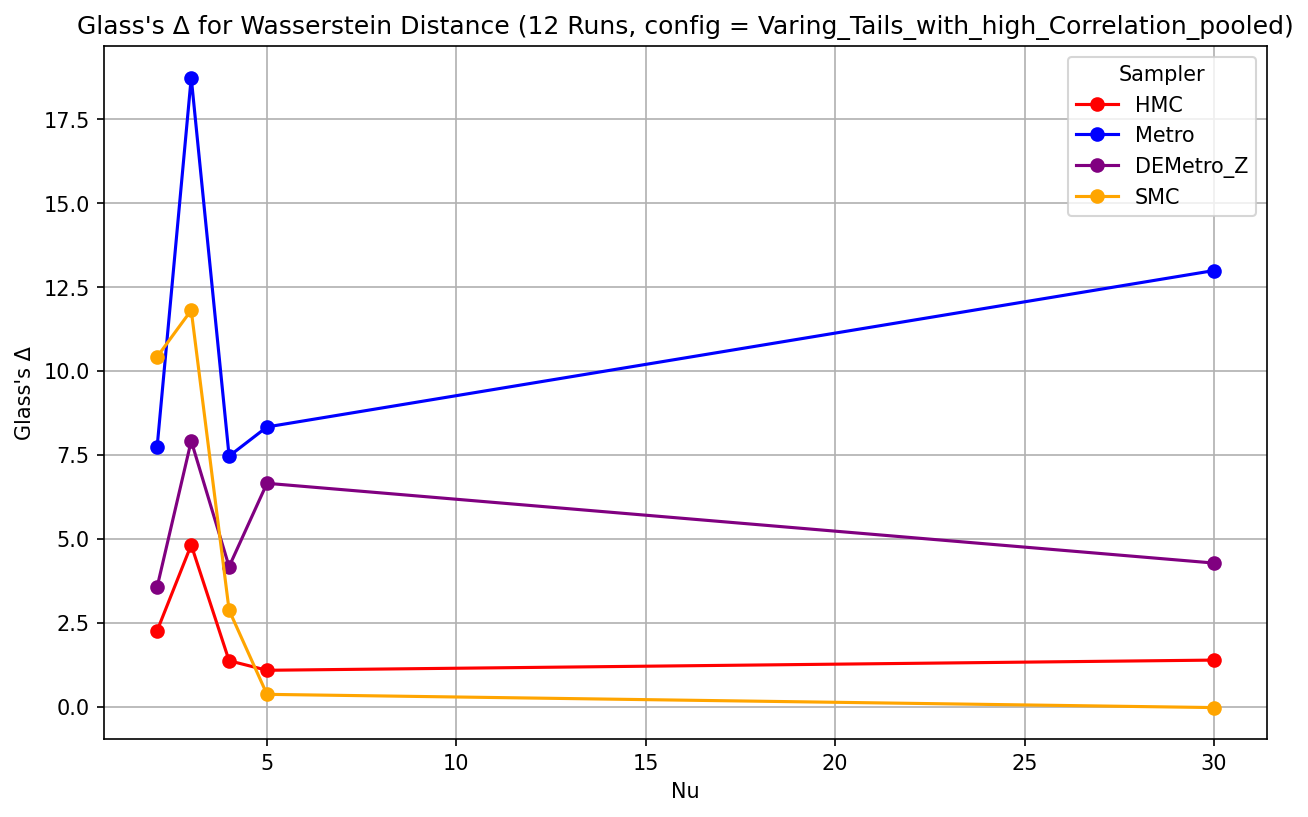 Glass's Δ for Wasserstein Distance (12 Runs, config = Varing_Tails_with_high_Correlation_pooled)
Sampler
HMC
Metro
DEMetro_Z
SMC
Glass's Δ
17.5
15.0
12.5
10.0
7.5
5.0
2.5
0.0
5
10
15
20
25
30
Nu